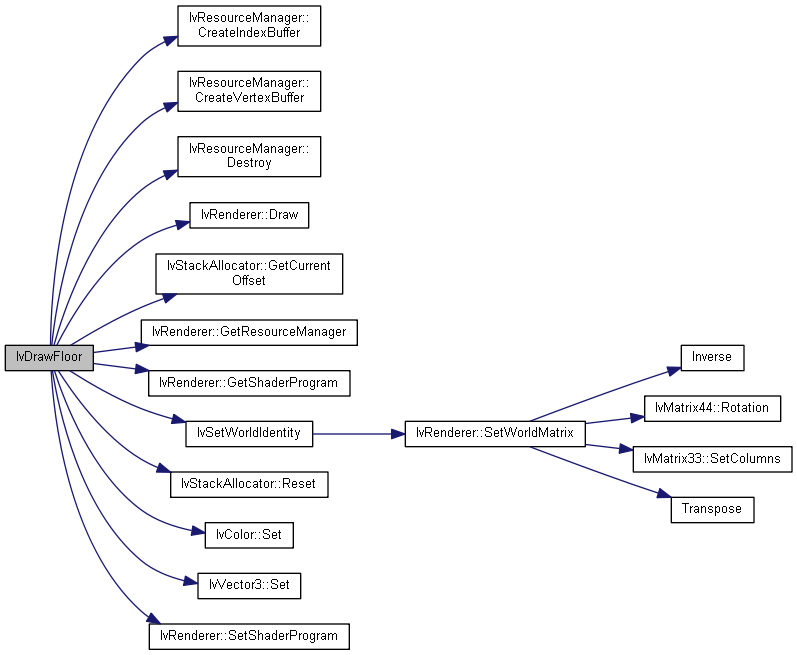 IvResourceManager::
CreateIndexBuffer
IvResourceManager::
CreateVertexBuffer
IvResourceManager::
Destroy
IvRenderer::Draw
IvStackAllocator::GetCurrent
Offset
IvRenderer::GetResourceManager
IvDrawFloor
Inverse
IvRenderer::GetShaderProgram
IvMatrix44::Rotation
IvSetWorldIdentity
IvRenderer::SetWorldMatrix
IvMatrix33::SetColumns
IvStackAllocator::Reset
Transpose
IvColor::Set
IvVector3::Set
IvRenderer::SetShaderProgram